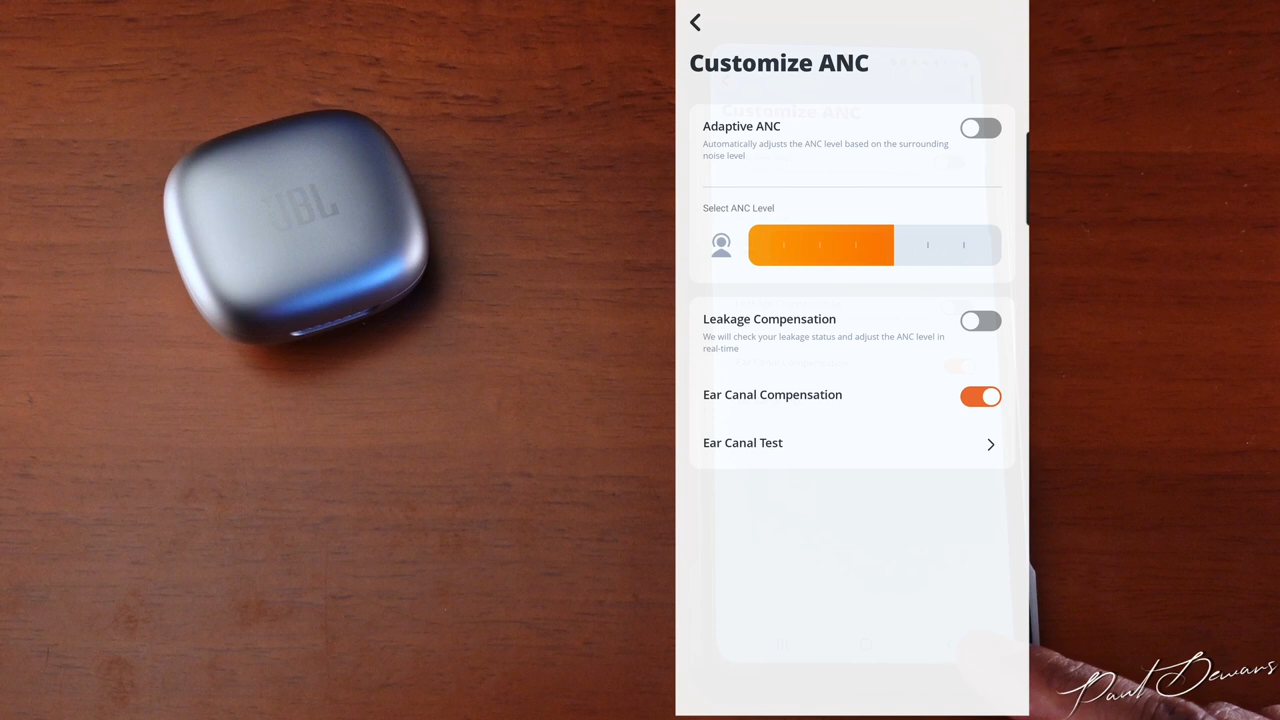 JBL
Customize ANC
Adaptive ANC
Automatically adjusts the ANC level based on the surrounding
noise level
Select ANC Level
Leakage Compensation
We will check your leakage status and adjust the ANC level in
real-time
Ear Canal Compensation
Ear Canal Test
Paul Dewans